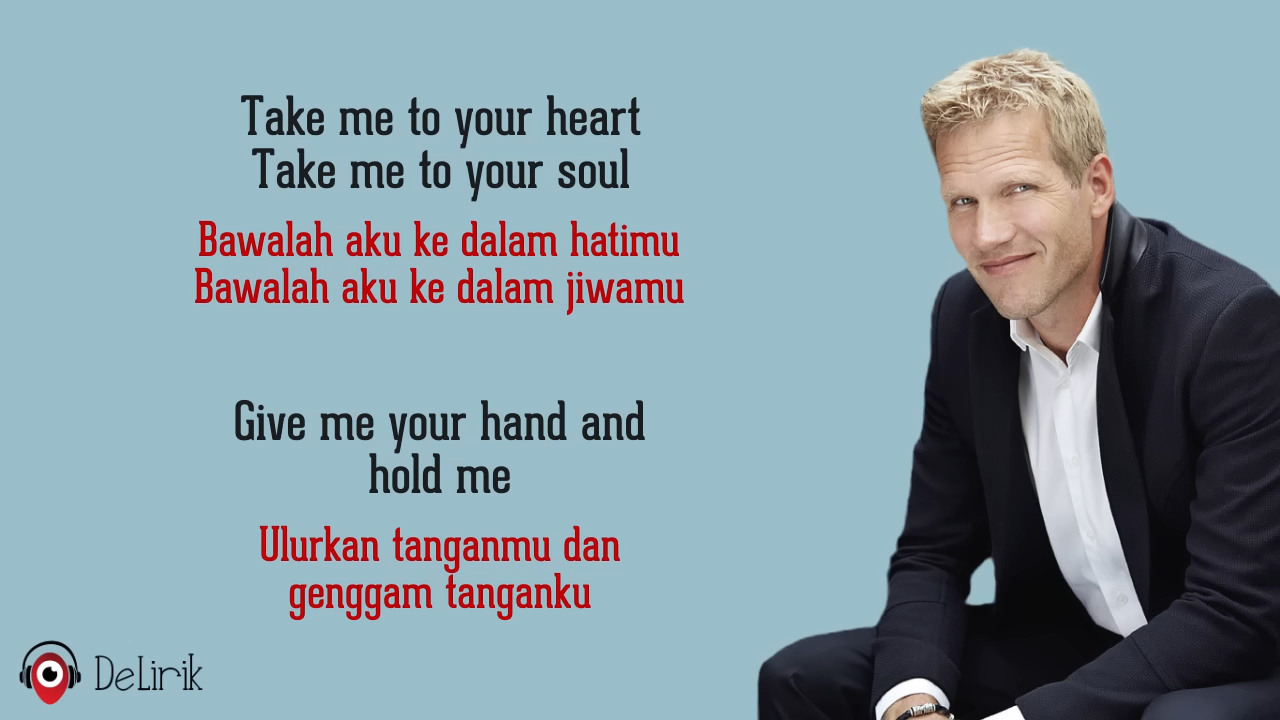 Take me to your heart
Take me to your soul
Bawalah aku ke dalam hatimu
Bawalah aku ke dalam jiwamu
Give me your hand and
hold me
Ulurkan tanganmu dan
genggam tanganku
DeLirik